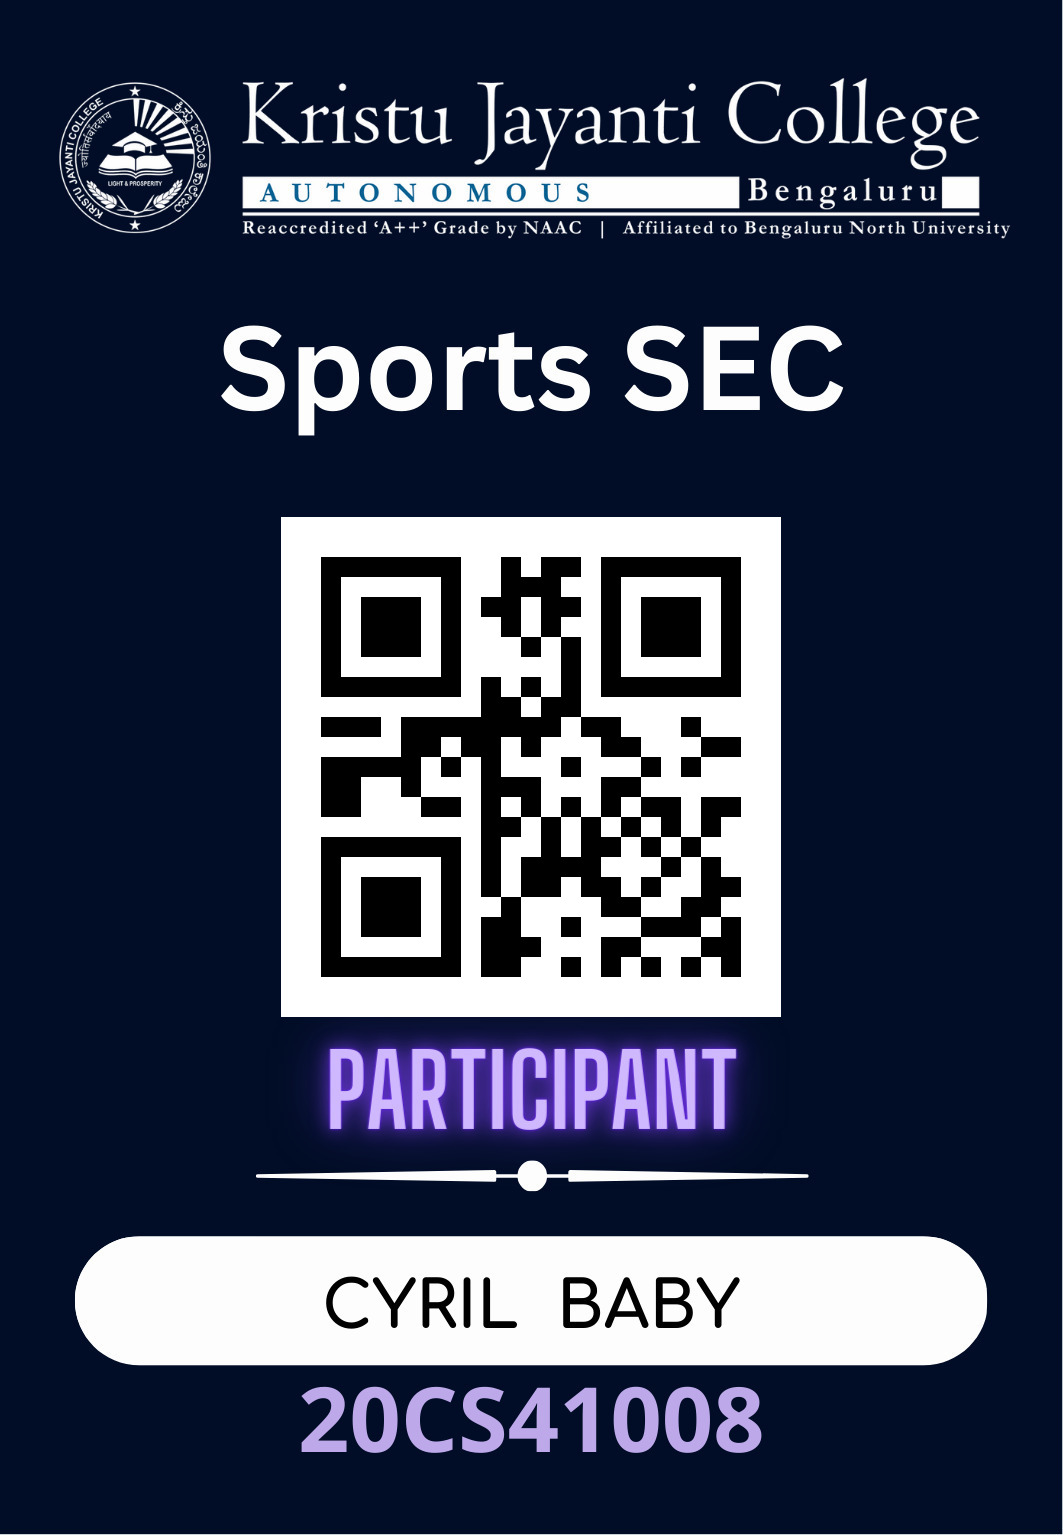 KRISTU JAYANTI COLLEGE
ಕ್ರಿಸ್ತು ಜಯಂತಿ ಕಾಲೇಜು
LIGHT & PROSPERITY
Kristu Jayanti College
AUTONOMOUS Bengaluru
Reaccredited ‘A++’ Grade by NAAC | Affiliated to Bengaluru North University
Sports SEC
PARTICIPANT
CYRIL BABY
20CS41008